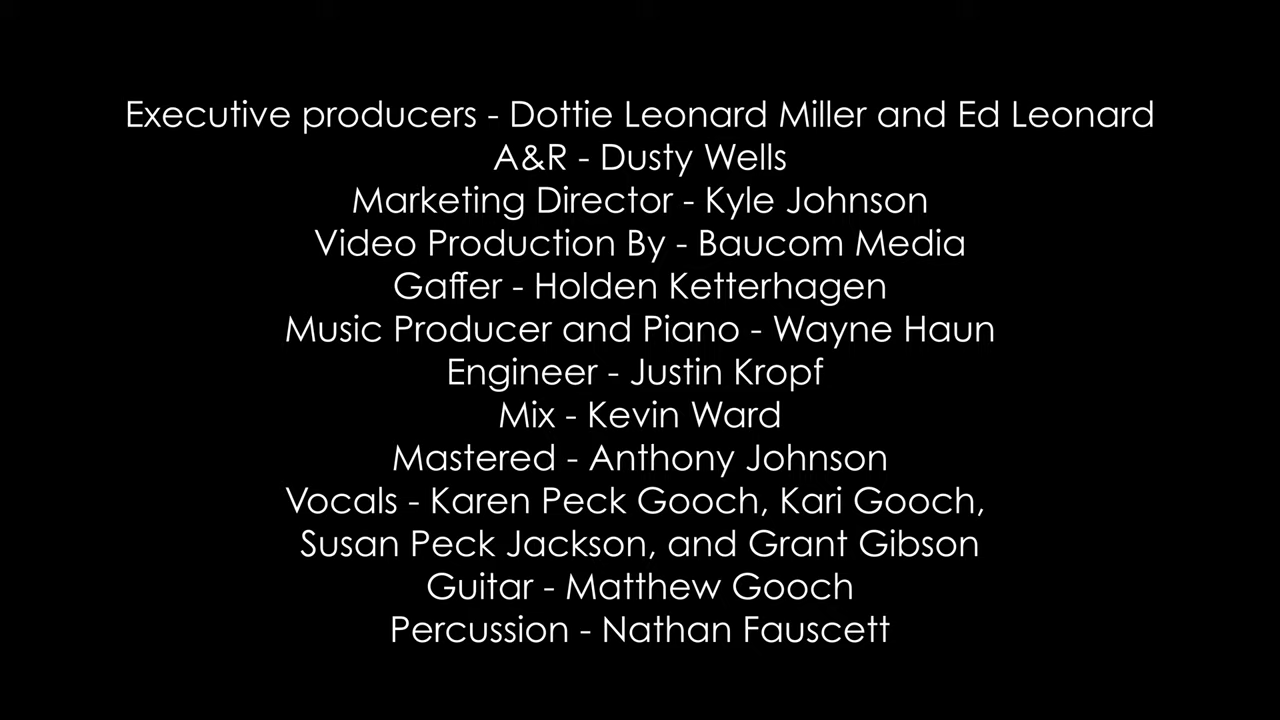 Executive producers - Dottie Leonard Miller and Ed Leonard
A&R - Dusty Wells
Marketing Director - Kyle Johnson
Video Production By - Baucom Media
Gaffer - Holden Ketterhagen
Music Producer and Piano - Wayne Haun
Engineer - Justin Kropf
Mix - Kevin Ward
Mastered - Anthony Johnson
Vocals - Karen Peck Gooch, Kari Gooch,
Susan Peck Jackson, and Grant Gibson
Guitar - Matthew Gooch
Percussion - Nathan Fauscett